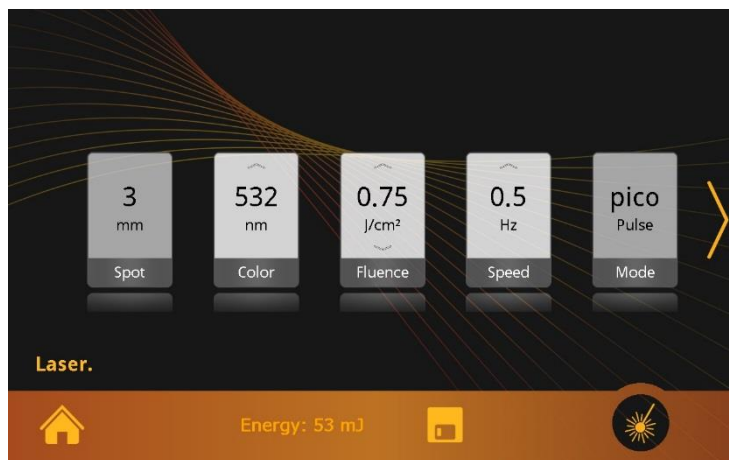 3
mm
Spot
532
nm
Color
0.75
J/cm²
Fluence
0.5
Hz
Speed
pico
Pulse
Mode
Laser.
Energy: 53 mJ